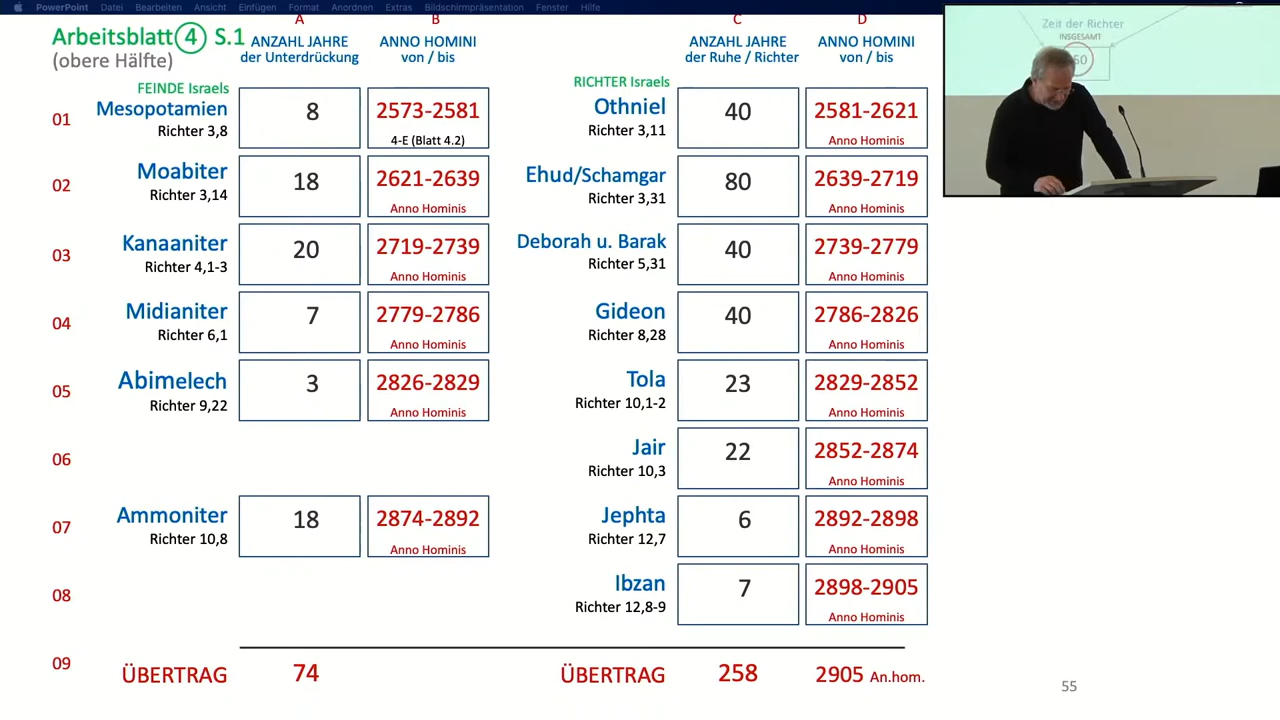 PowerPoint Datei Bearbeiten Ansicht Einfügen Format Anordnen Extras Bildschirmpräsentation Fenster Hilfe
Arbeitsblatt 4 S.1
(obere Hälfte)
A B C D
ANZAHL JAHRE
der Unterdrückung
ANNO HOMINI
von / bis
ANZAHL JAHRE
der Ruhe / Richter
ANNO HOMINI
von / bis
FEINDE Israels
RICHTER Israels
01 Mesopotamien 8 2573-2581 Othniel 40 2581-2621
Richter 3,8 4-E (Blatt 4.2) Richter 3,11 Anno Hominis
02 Moabiter 18 2621-2639 Ehud/Schamgar 80 2639-2719
Richter 3,14 Anno Hominis Richter 3,31 Anno Hominis
03 Kanaaniter 20 2719-2739 Deborah u. Barak 40 2739-2779
Richter 4,1-3 Anno Hominis Richter 5,31 Anno Hominis
04 Midianiter 7 2779-2786 Gideon 40 2786-2826
Richter 6,1 Anno Hominis Richter 8,28 Anno Hominis
05 Abimelech 3 2826-2829 Tola 23 2829-2852
Richter 9,22 Anno Hominis Richter 10,1-2 Anno Hominis
06 Jair 22 2852-2874
Richter 10,3 Anno Hominis
07 Ammoniter 18 2874-2892 Jephta 6 2892-2898
Richter 10,8 Anno Hominis Richter 12,7 Anno Hominis
08 Ibzan 7 2898-2905
Richter 12,8-9 Anno Hominis
09 ÜBERTRAG 74 ÜBERTRAG 258 2905 An.hom.
55
Zeit der Richter
INSGESAMT